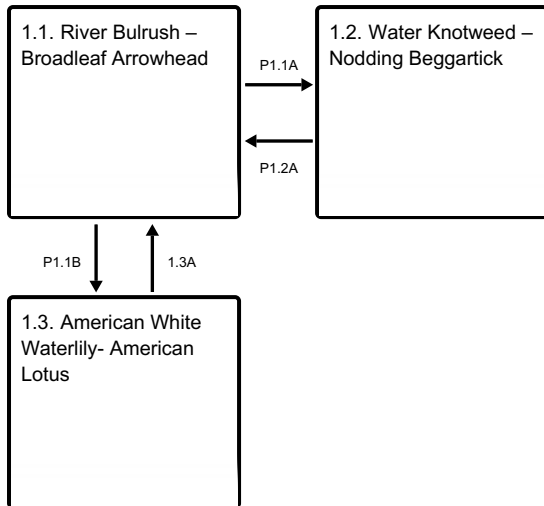 1.1. River Bulrush –
Broadleaf Arrowhead
P1.1A
1.2. Water Knotweed –
Nodding Beggartick
P1.2A
P1.1B
1.3A
1.3. American White
Waterlily- American
Lotus